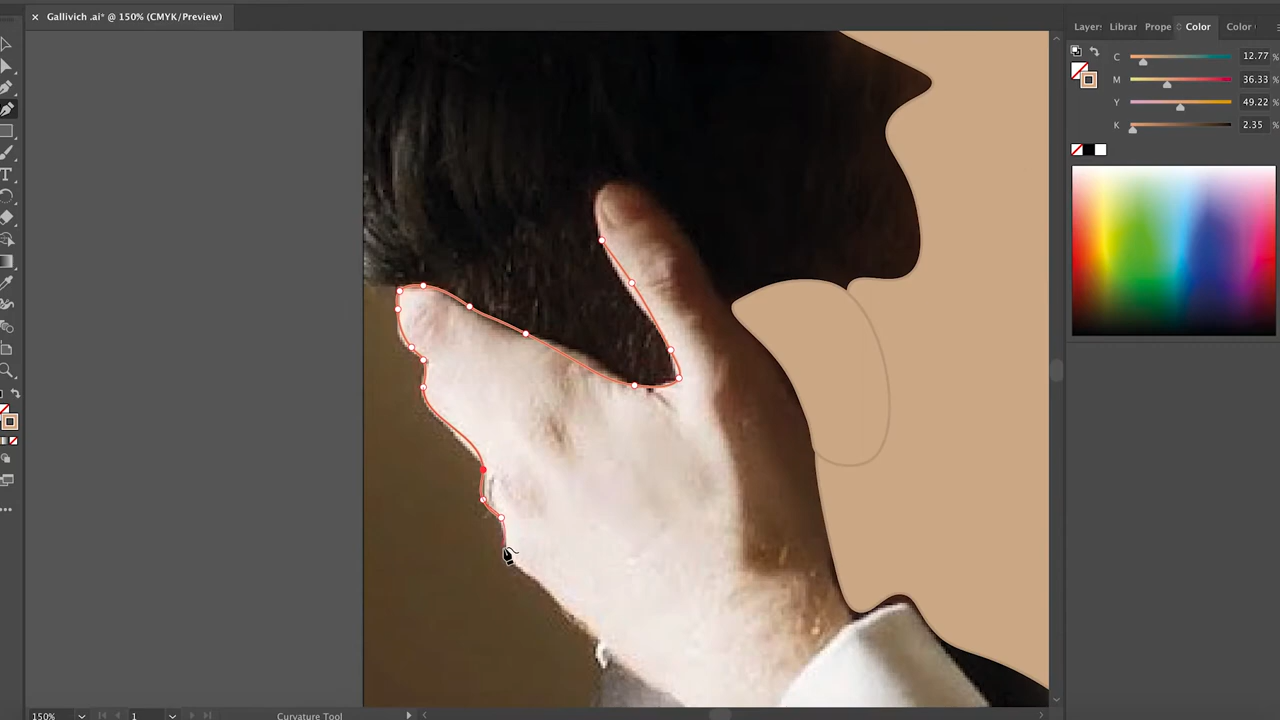 × Gallivich .ai* @ 150% (CMYK/Preview)
Layer: Librar Prope Color Color
C 12.77 %
M 36.33 %
Y 49.22 %
K 2.35 %
T
150% 1 Curvature Tool